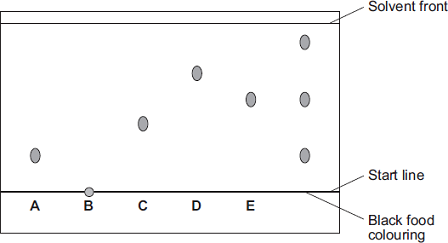 Solvent front
Start line
A B C D E
Black food
colouring